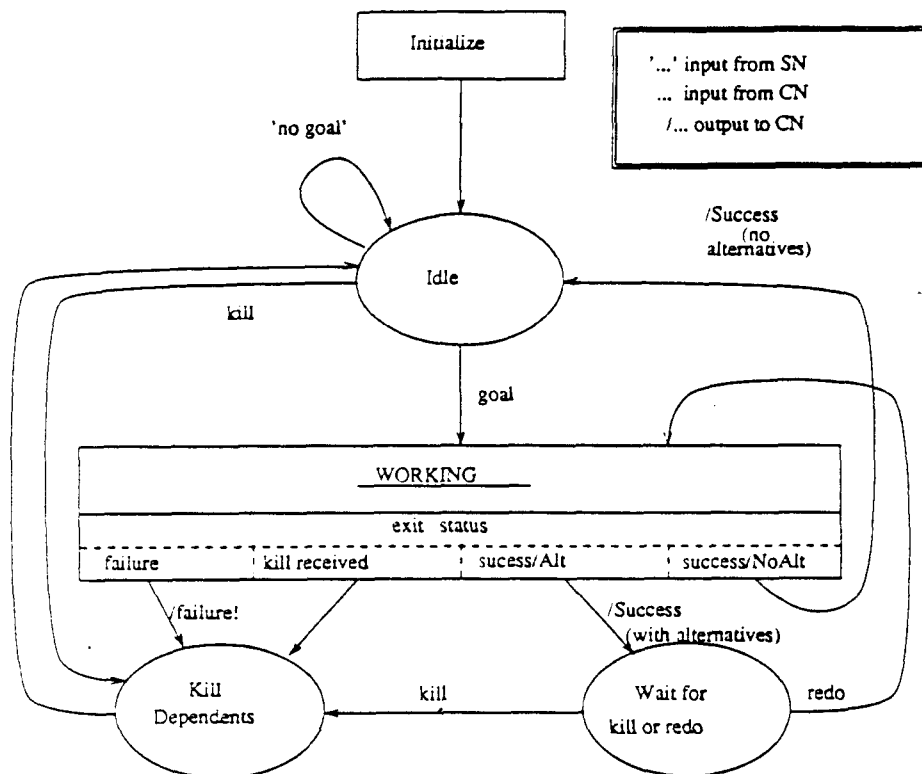 Initialize
'...' input from SN
... input from CN
/... output to CN
'no goal'
/Success
(no
alternatives)
Idle
kill
goal
WORKING
exit status
failure
kill received
sucess/Alt
success/NoAlt
/failure!
/Success
(with alternatives)
Kill
Dependents
kill
Wait for
kill or redo
redo